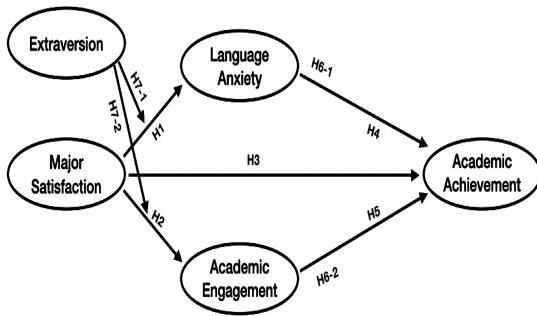 Extraversion
Language
Anxiety
H6-1
H7-1
H7-2
H1
H4
Major
Satisfaction
H3
Academic
Achievement
H2
H5
Academic
Engagement
H6-2